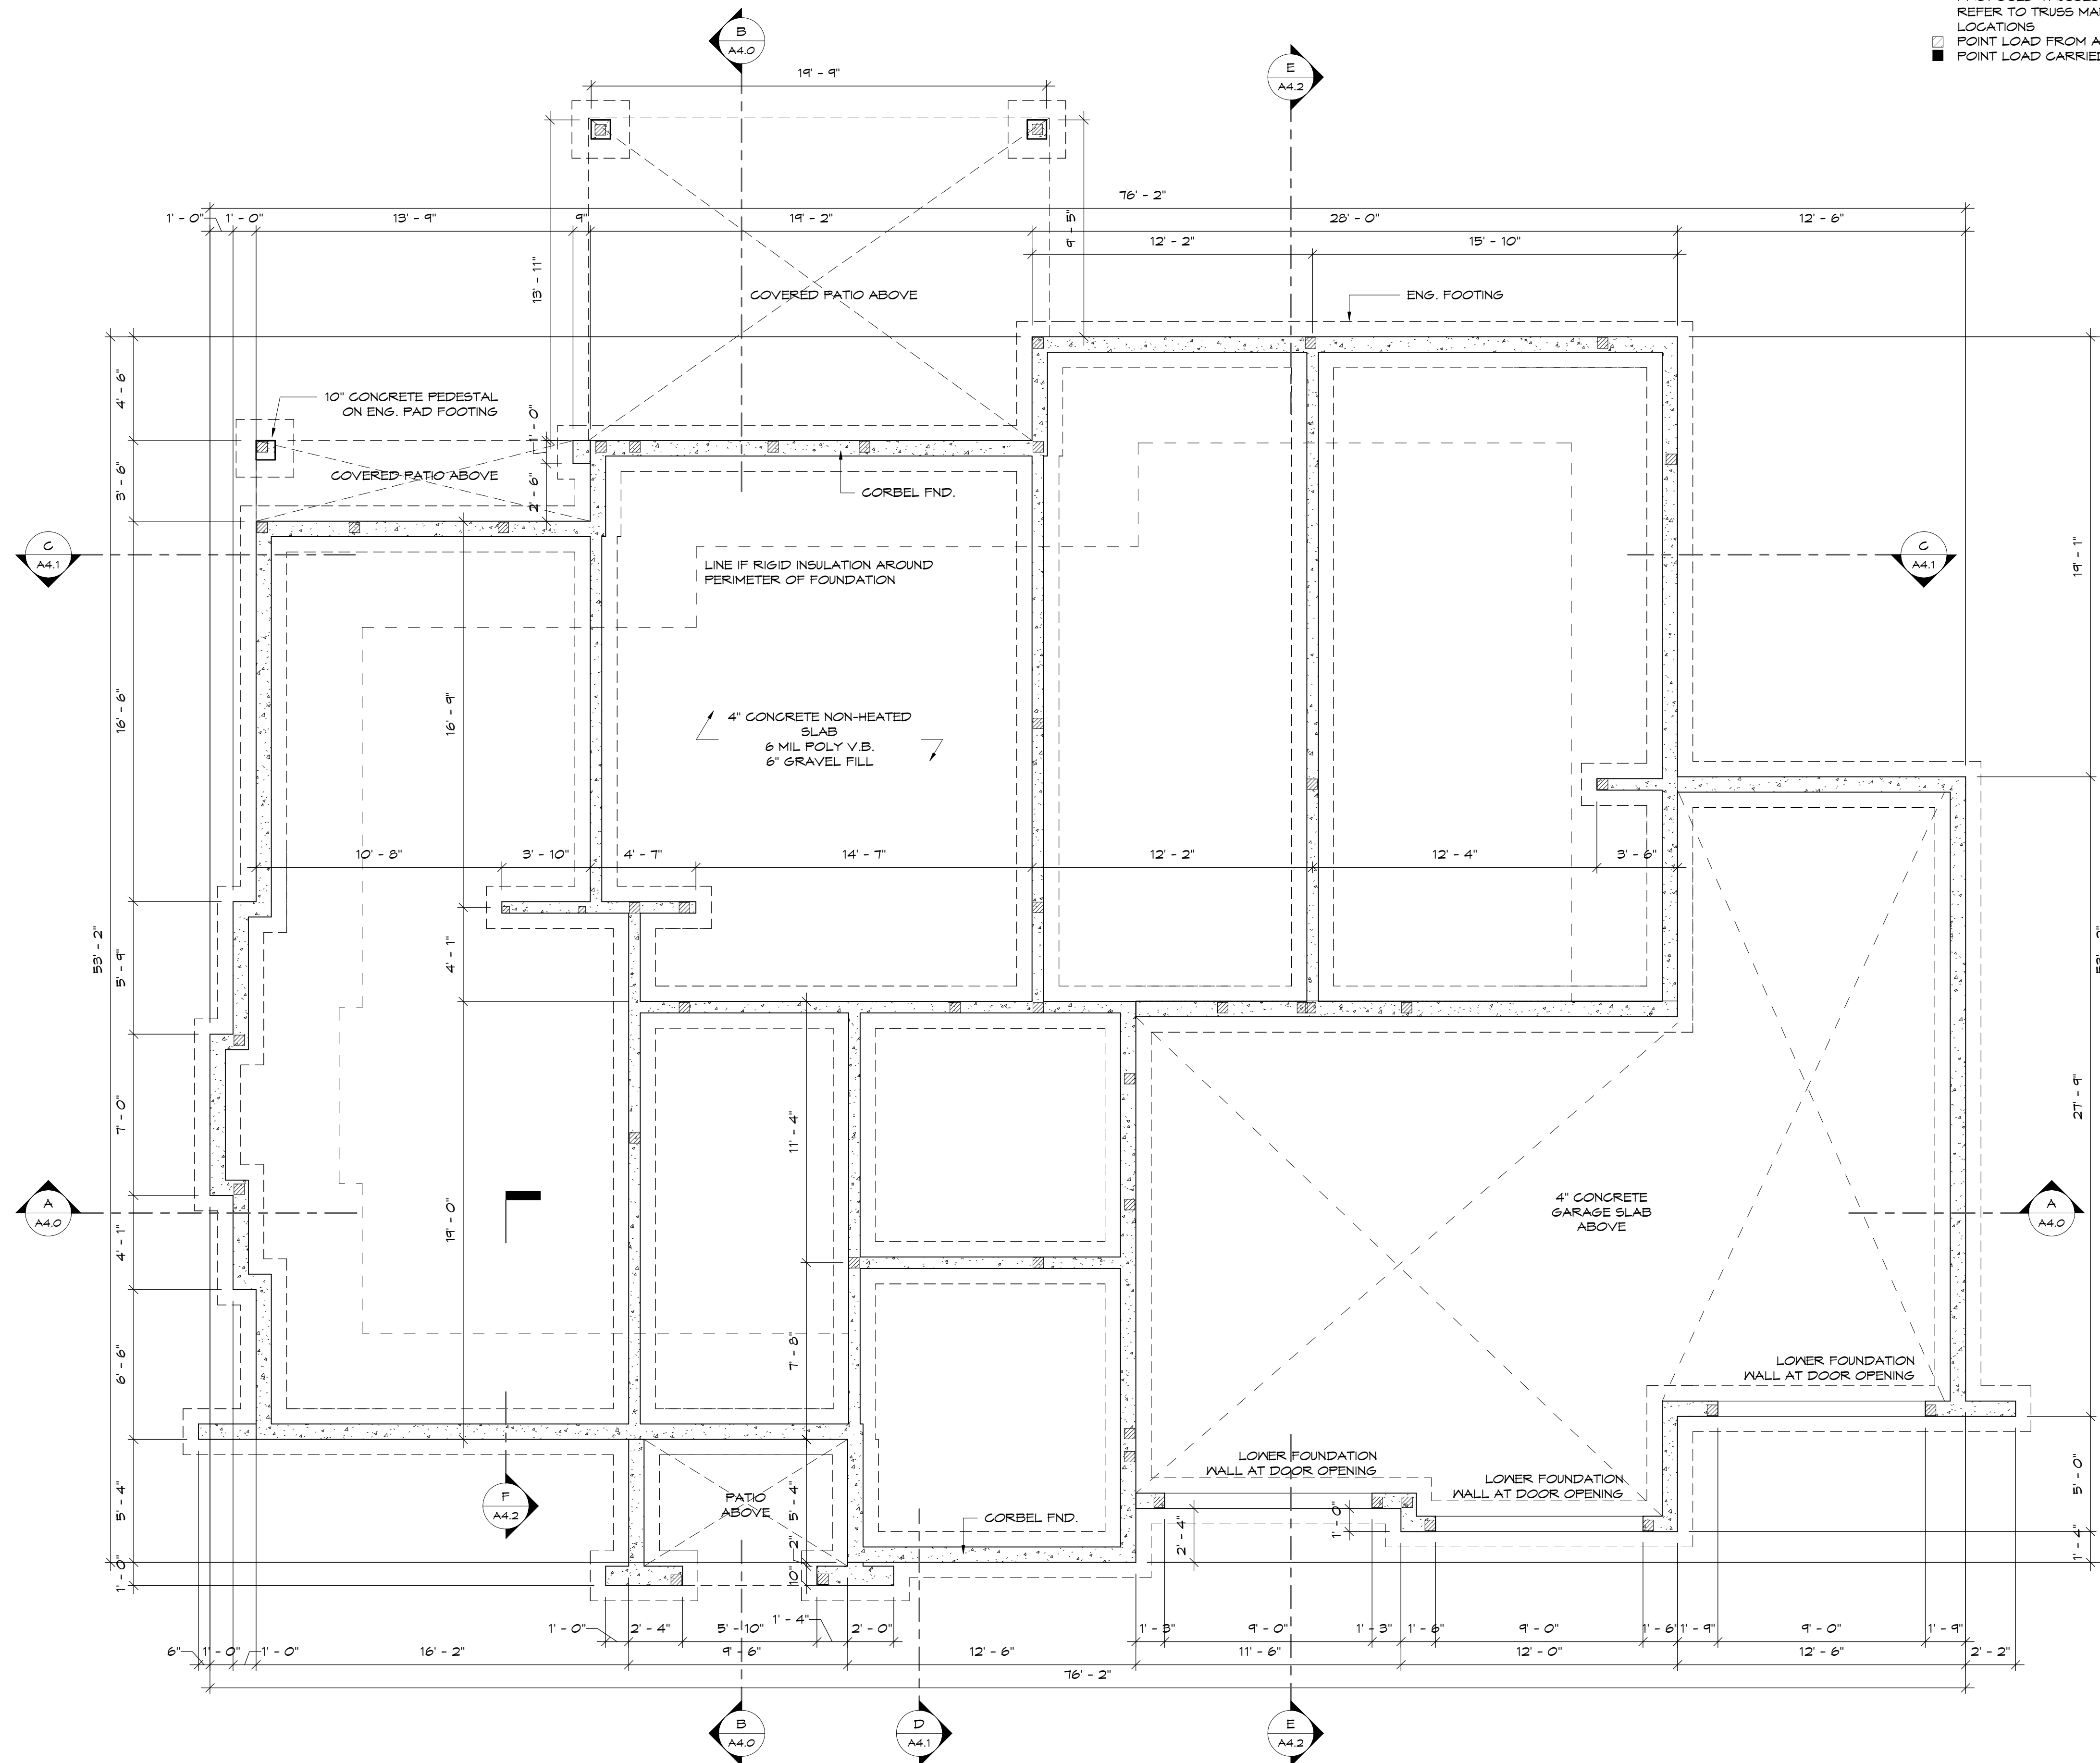 REFER TO TRUSS MA
LOCATIONS
POINT LOAD FROM A
POINT LOAD CARRIED
B
A4.0
E
A4.2
19' - 9"
76' - 2"
1' - 0"
1' - 0"
13' - 9"
9"
19' - 2"
28' - 0"
12' - 6"
9' - 5"
12' - 2"
15' - 10"
13' - 11"
COVERED PATIO ABOVE
ENG. FOOTING
4' - 6"
10" CONCRETE PEDESTAL
ON ENG. PAD FOOTING
1' - 0"
3' - 6"
COVERED PATIO ABOVE
2' - 6"
CORBEL FND.
C
A4.1
C
A4.1
19' - 1"
LINE IF RIGID INSULATION AROUND
PERIMETER OF FOUNDATION
16' - 6"
16' - 9"
4" CONCRETE NON-HEATED
SLAB
6 MIL POLY V.B.
6" GRAVEL FILL
10' - 8"
3' - 10"
4' - 7"
14' - 7"
12' - 2"
12' - 4"
3' - 6"
53' - 2"
5' - 9"
4' - 1"
53' - 2"
7' - 0"
11' - 4"
27' - 9"
A
A4.0
19' - 0"
4" CONCRETE
GARAGE SLAB
ABOVE
A
A4.0
4' - 1"
6' - 6"
7' - 8"
LOWER FOUNDATION
WALL AT DOOR OPENING
LOWER FOUNDATION
WALL AT DOOR OPENING
LOWER FOUNDATION
WALL AT DOOR OPENING
5' - 4"
F
A4.2
PATIO
ABOVE
5' - 4"
CORBEL FND.
1' - 0"
2' - 4"
5' - 0"
1' - 4"
1' - 0"
2"
10"
1' - 0"
2' - 4"
5' - 10"
1' - 4"
2' - 0"
1' - 3"
9' - 0"
1' - 3"
1' - 6"
9' - 0"
1' - 6"
1' - 9"
9' - 0"
1' - 9"
6"
1' - 0"
1' - 0"
16' - 2"
9' - 6"
12' - 6"
11' - 6"
12' - 0"
12' - 6"
2' - 2"
76' - 2"
B
A4.0
D
A4.1
E
A4.2